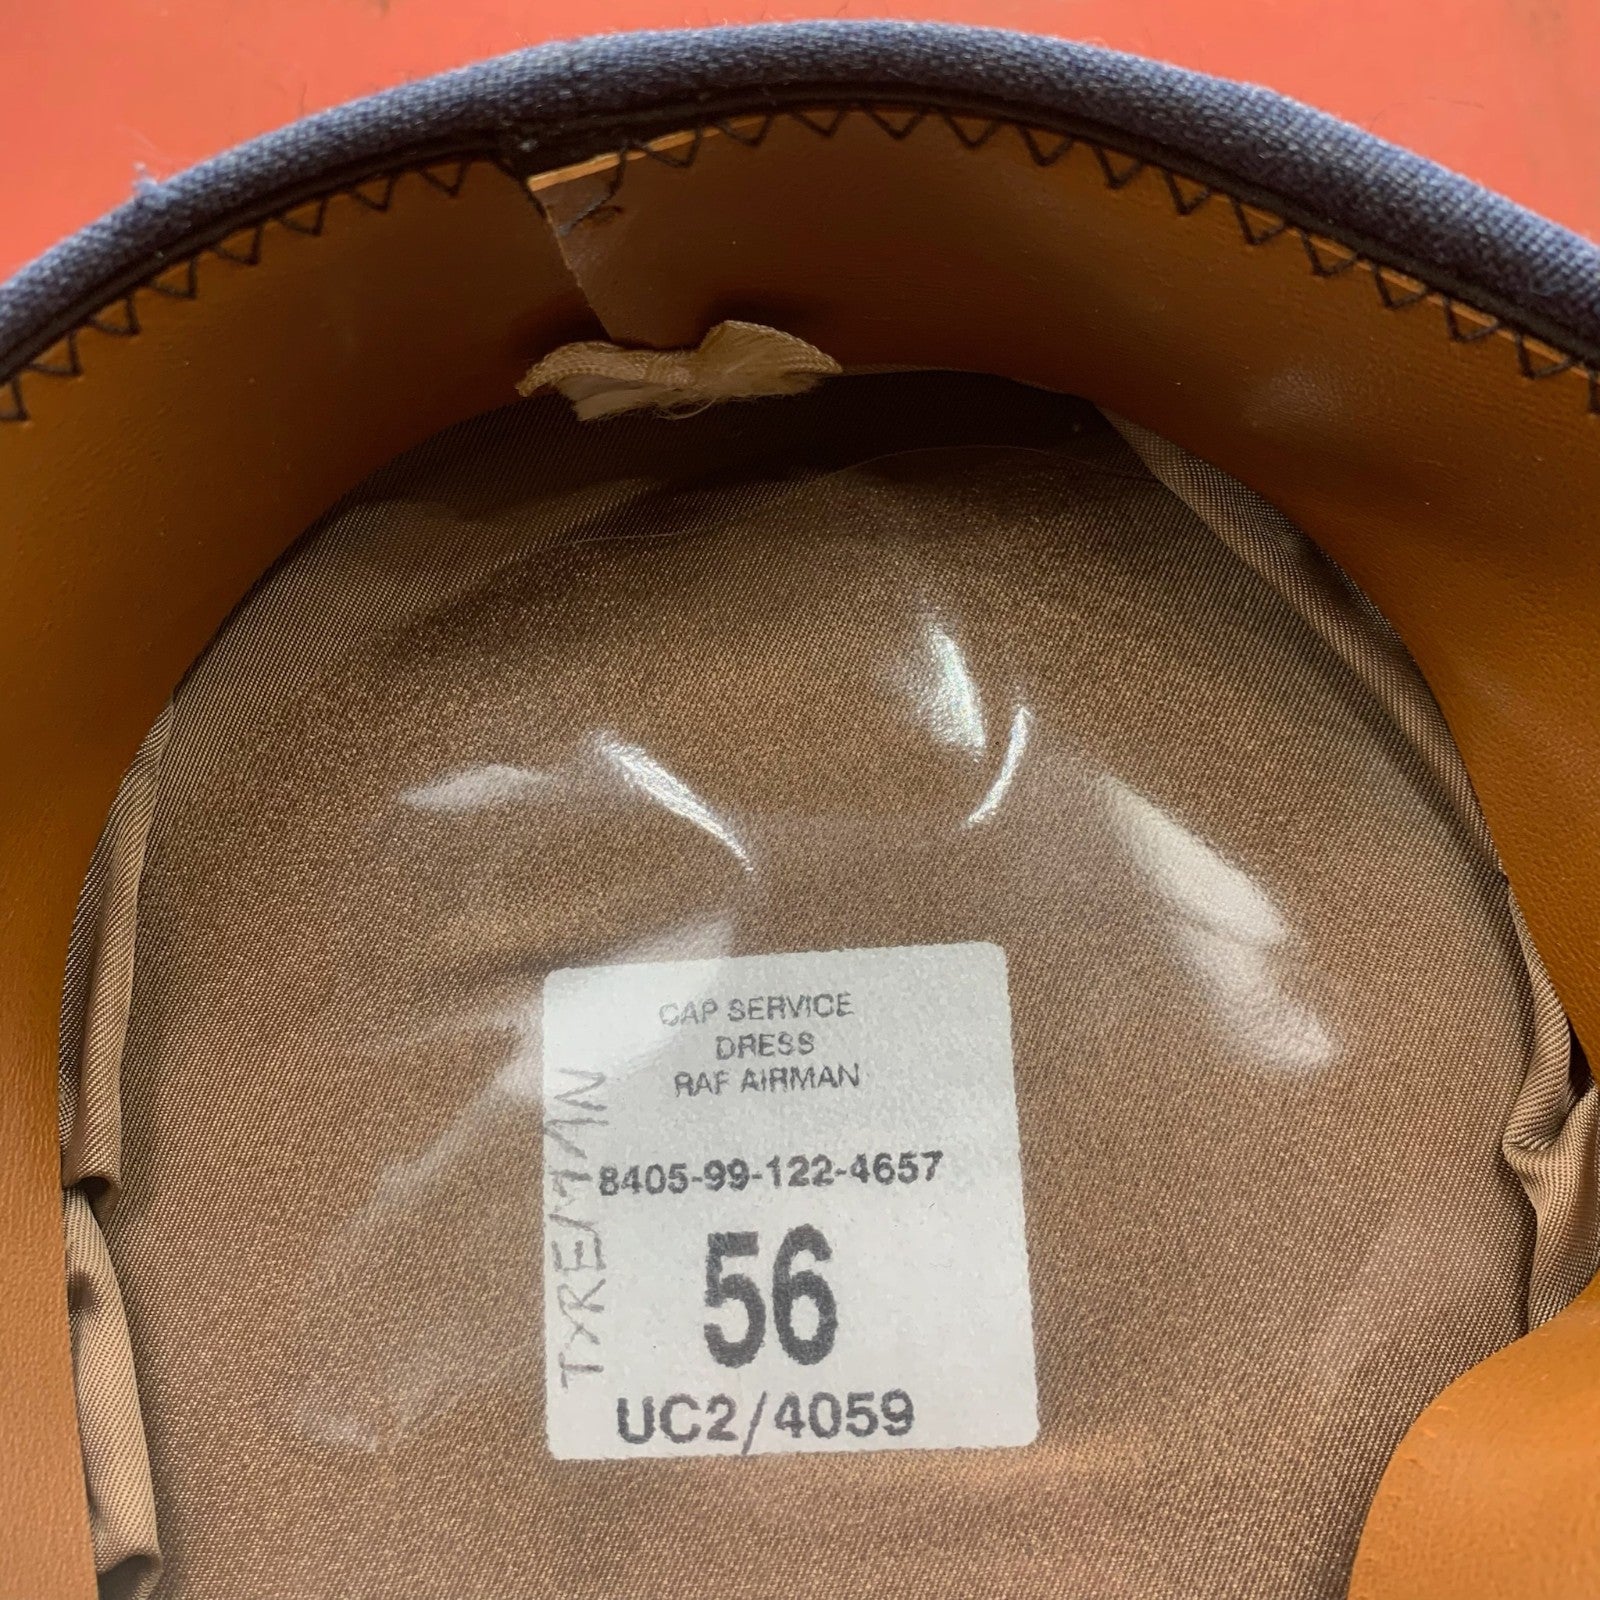 CAP SERVICE
DRESS
RAF AIRMAN
8405-99-122-4657
56
UC2/4059
TYREMAN